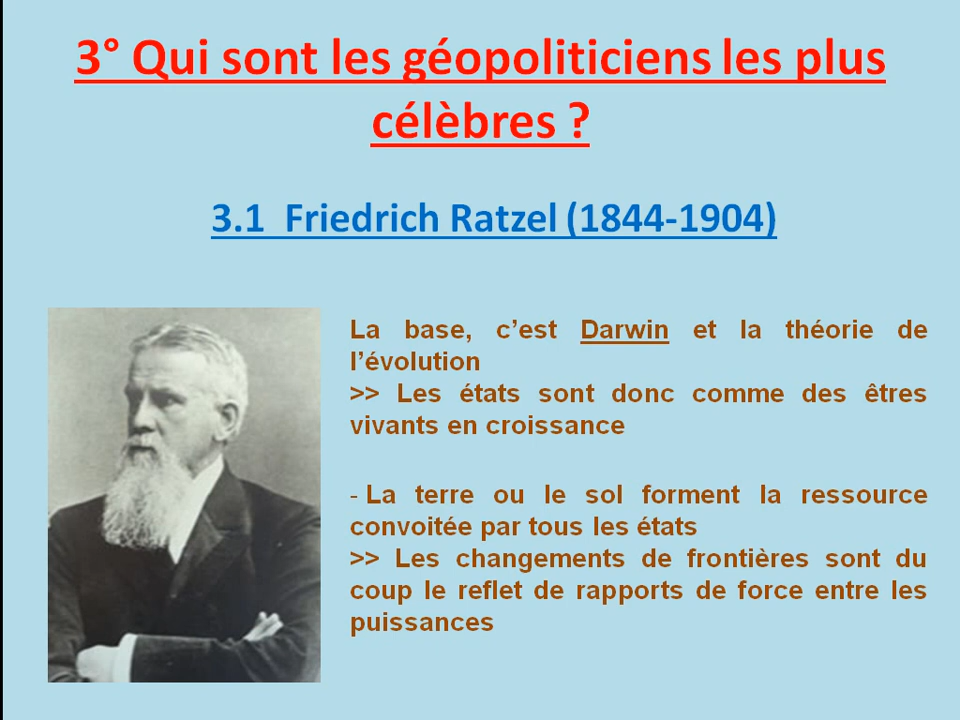 3° Qui sont les géopoliticiens les plus
célèbres ?
3.1 Friedrich Ratzel (1844-1904)
La base, c’est Darwin et la théorie de
l’évolution
>> Les états sont donc comme des êtres
vivants en croissance
- La terre ou le sol forment la ressource
convoitée par tous les états
>> Les changements de frontières sont du
coup le reflet de rapports de force entre les
puissances